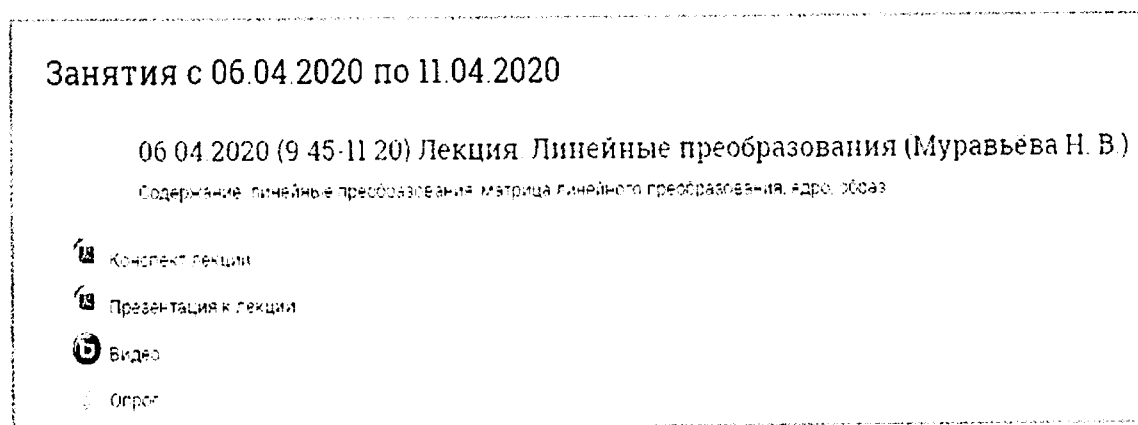 Занятия с 06.04.2020 по 11.04.2020
06.04.2020 (9.45-11.20) Лекция. Линейные преобразования (Муравьёва Н. В.)
Содержание: линейные преобразования, матрица линейного преобразования, ядро, образ
Конспект лекции
Презентация к лекции
Видео
Опрос